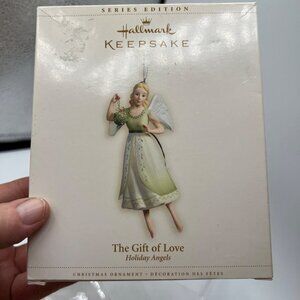 SERIES EDITION
Hallmark
KEEPSAKE
The Gift of Love
Holiday Angels
CHRISTMAS ORNAMENT • DÉCORATION DES FÊTES